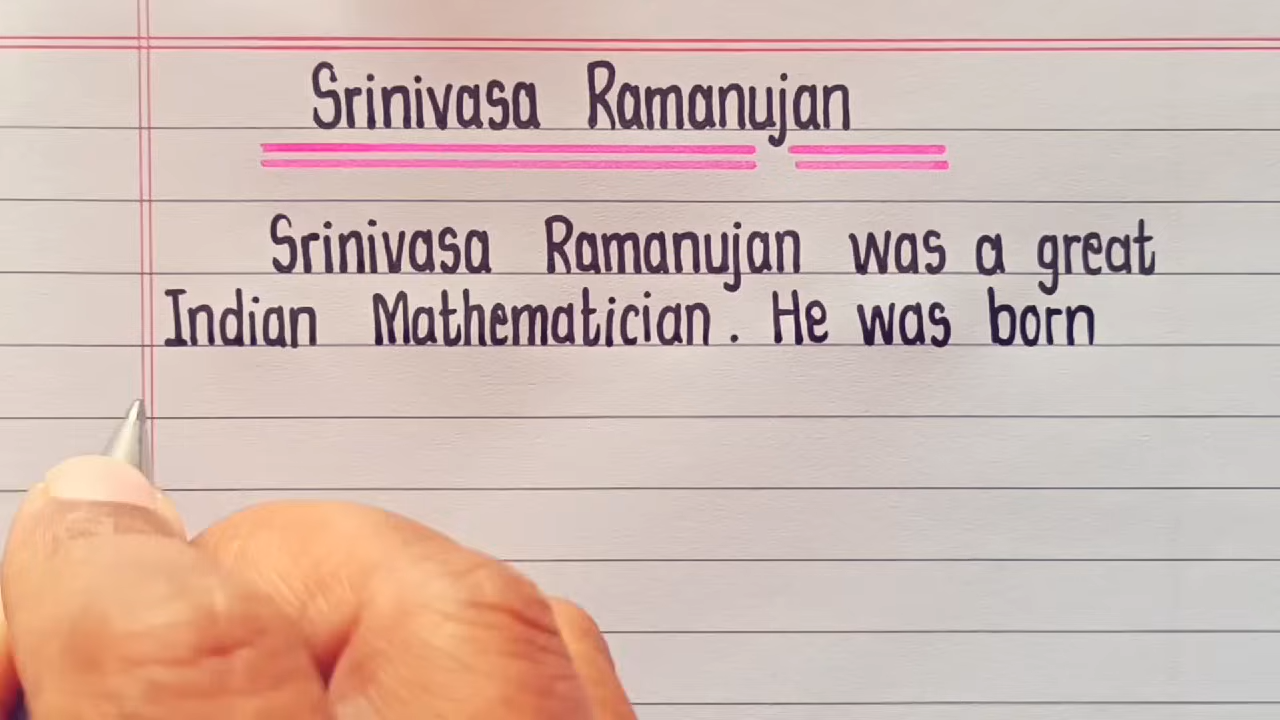 Srinivasa Ramanujan
Srinivasa Ramanujan was a great
Indian Mathematician. He was born